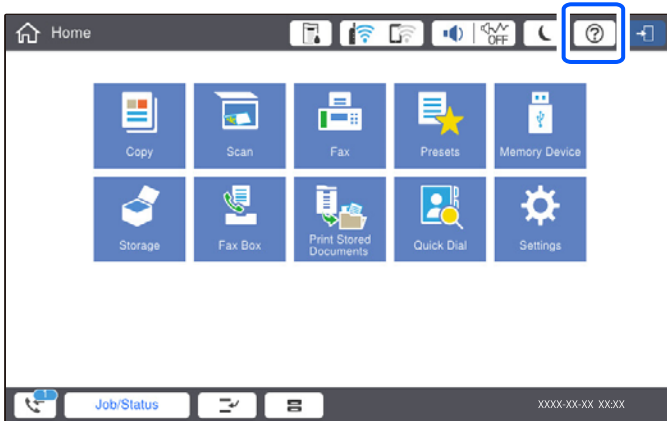 Home
OFF
?
Copy
Scan
Fax
Presets
Memory Device
Storage
Fax Box
Print Stored
Documents
Quick Dial
Settings
1
Job/Status
XXXX-XX-XX XX:XX